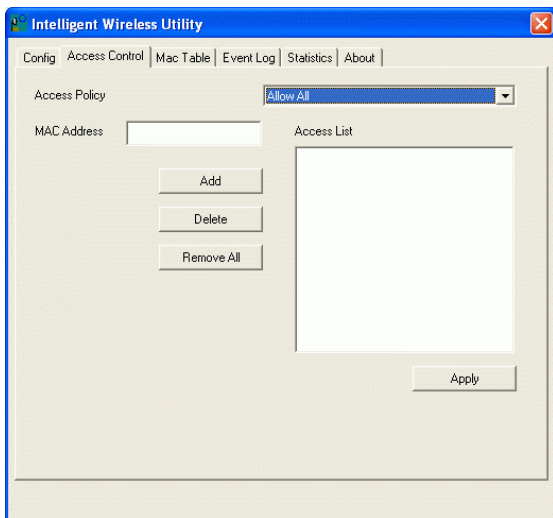 Intelligent Wireless Utility
Config Access Control Mac Table Event Log Statistics About
Access Policy Allow All
MAC Address Access List
Add
Delete
Remove All
Apply